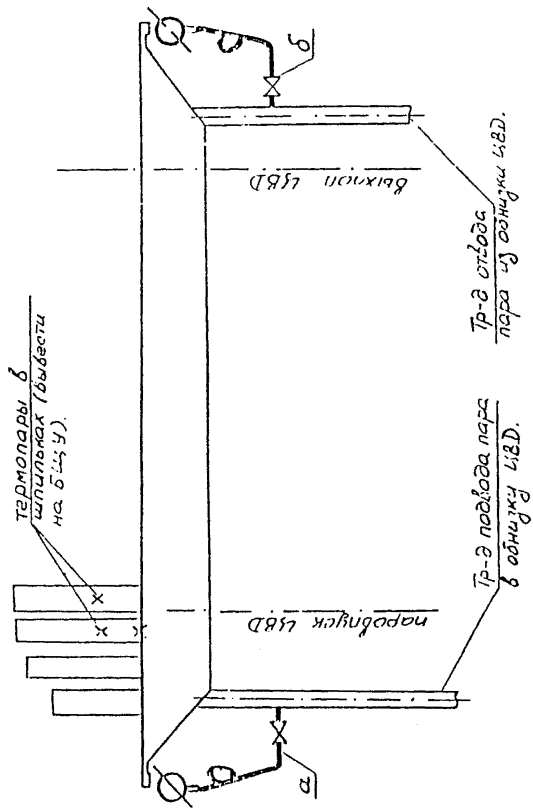 термопары в
шпильках (вывести
на БЩУ).
паровпуск ЦВД
выхлоп ЦВД
а
б
Тр-д подвода пара
в обнизку ЦВД.
Тр-д отвода
пара из обнизки ЦВД.